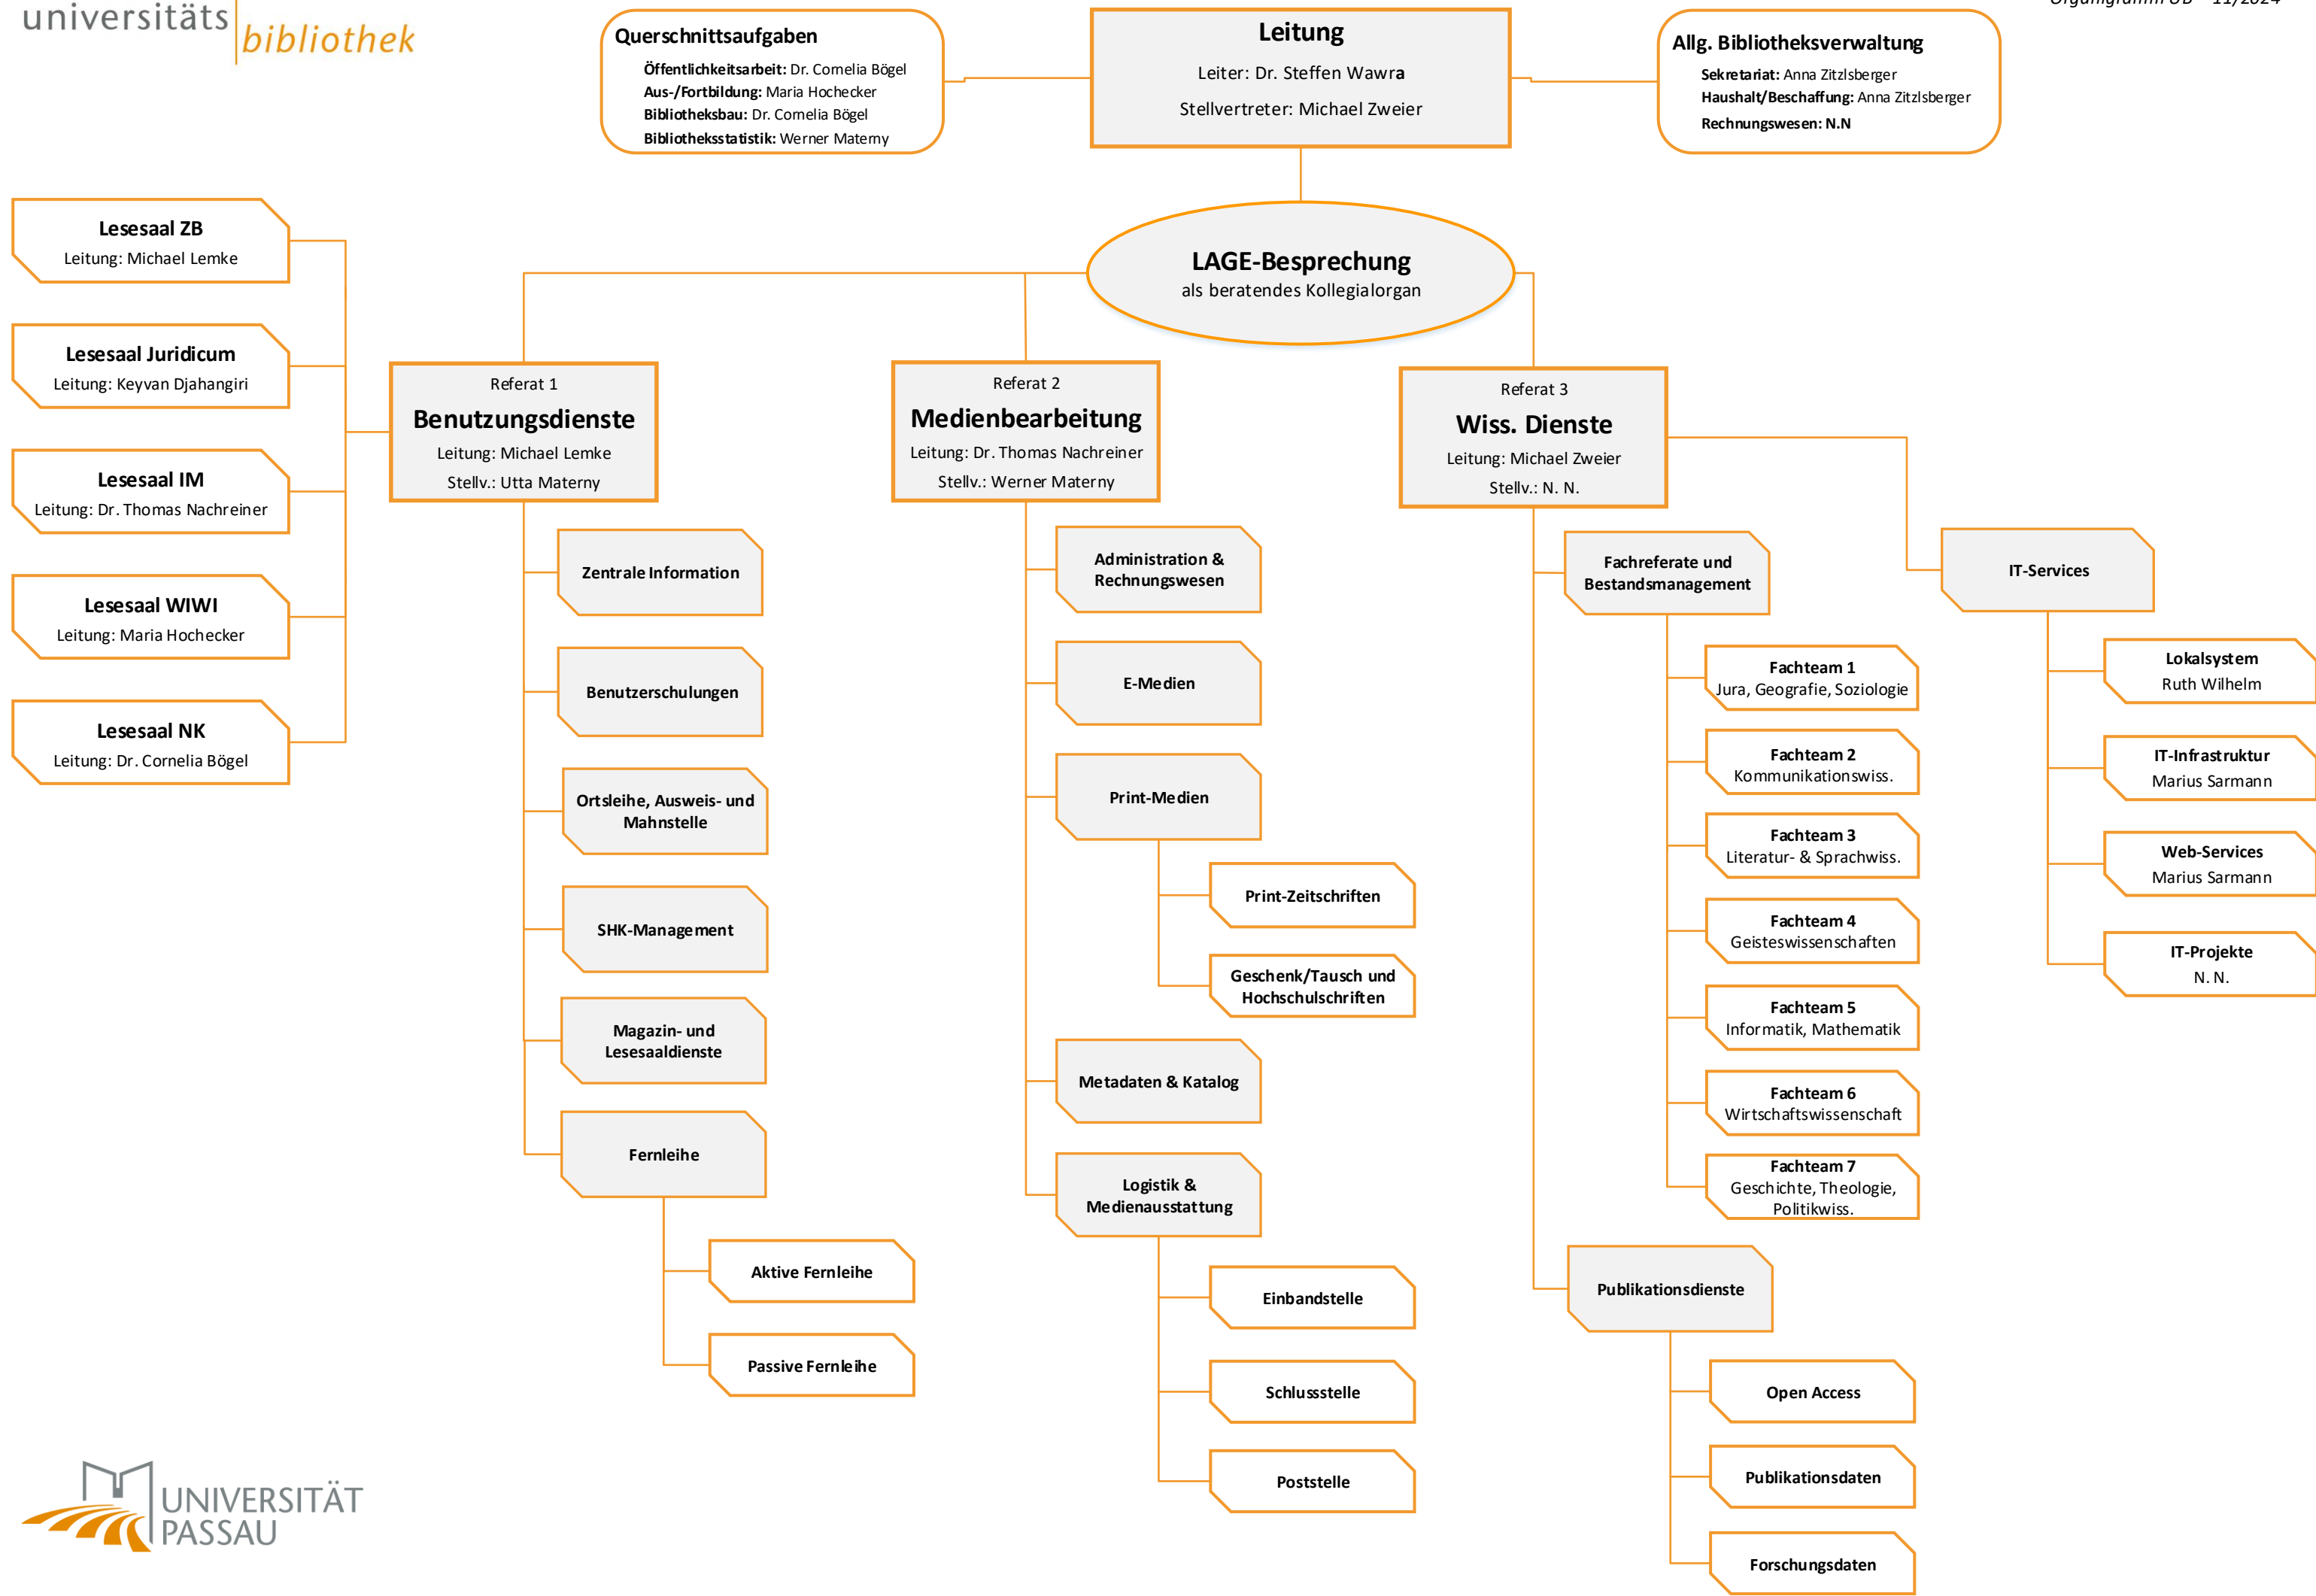 universitäts
bibliothek
Organigramm UB – 11/2024
Querschnittsaufgaben
Öffentlichkeitsarbeit: Dr. Cornelia Bögel
Aus-/Fortbildung: Maria Hochecker
Bibliotheksbau: Dr. Cornelia Bögel
Bibliotheksstatistik: Werner Materny
Leitung
Leiter: Dr. Steffen Wawra
Stellvertreter: Michael Zweier
Allg. Bibliotheksverwaltung
Sekretariat: Anna Zitzlsberger
Haushalt/Beschaffung: Anna Zitzlsberger
Rechnungswesen: N.N
LAGE-Besprechung
als beratendes Kollegialorgan
Lesesaal ZB
Leitung: Michael Lemke
Lesesaal Juridicum
Leitung: Keyvan Djahangiri
Lesesaal IM
Leitung: Dr. Thomas Nachreiner
Lesesaal WIWI
Leitung: Maria Hochecker
Lesesaal NK
Leitung: Dr. Cornelia Bögel
Referat 1
Benutzungsdienste
Leitung: Michael Lemke
Stellv.: Utta Materny
Zentrale Information
Benutzerschulungen
Ortsleihe, Ausweis- und
Mahnstelle
SHK-Management
Magazin- und
Lesesaaldienste
Fernleihe
Aktive Fernleihe
Passive Fernleihe
Referat 2
Medienbearbeitung
Leitung: Dr. Thomas Nachreiner
Stellv.: Werner Materny
Administration &
Rechnungswesen
E-Medien
Print-Medien
Print-Zeitschriften
Geschenk/Tausch und
Hochschulschriften
Metadaten & Katalog
Logistik &
Medienausstattung
Einbandstelle
Schlussstelle
Poststelle
Referat 3
Wiss. Dienste
Leitung: Michael Zweier
Stellv.: N. N.
Fachreferate und
Bestandsmanagement
Fachteam 1
Jura, Geografie, Soziologie
Fachteam 2
Kommunikationswiss.
Fachteam 3
Literatur- & Sprachwiss.
Fachteam 4
Geisteswissenschaften
Fachteam 5
Informatik, Mathematik
Fachteam 6
Wirtschaftswissenschaft
Fachteam 7
Geschichte, Theologie,
Politikwiss.
Publikationsdienste
Open Access
Publikationsdaten
Forschungsdaten
IT-Services
Lokalsystem
Ruth Wilhelm
IT-Infrastruktur
Marius Sarmann
Web-Services
Marius Sarmann
IT-Projekte
N. N.
UNIVERSITÄT
PASSAU